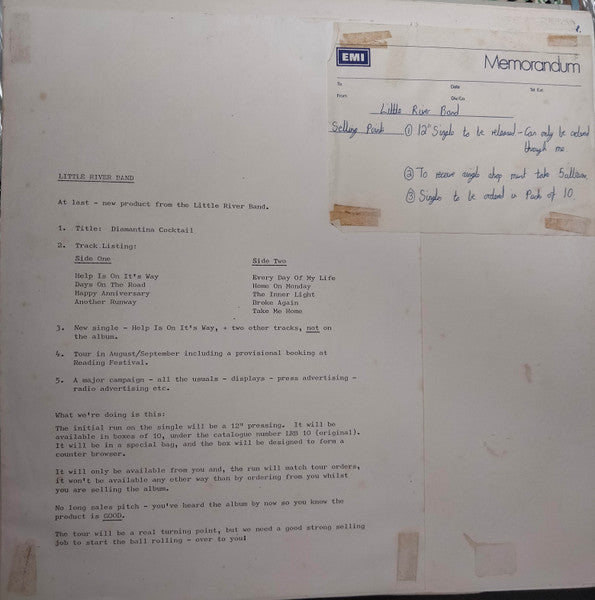 EMI
Memorandum
To
Date
Tel. Ext.
From
Div/Co
Little River Band
Selling Points ① 12" Single to be released - Can only be ordered
through me
② To receive single shop must take 5 albums
③ Singles to be ordered in Pack of 10
LITTLE RIVER BAND
At last - new product from the Little River Band.
1. Title: Diamantina Cocktail
2. Track Listing:
Side One
Side Two
Help Is On It's Way
Days On The Road
Happy Anniversary
Another Runway
Every Day Of My Life
Home On Monday
The Inner Light
Broke Again
Take Me Home
3. New single - Help Is On It's Way, + two other tracks, not on
the album.
4. Tour in August/September including a provisional booking at
Reading Festival.
5. A major campaign - all the usuals - displays - press advertising -
radio advertising etc.
What we're doing is this:
The initial run on the single will be a 12" pressing. It will be
available in boxes of 10, under the catalogue number LRB 10 (original).
It will be in a special bag, and the box will be designed to form a
counter browser.
It will only be available from you and, the run will match tour orders,
it won't be available any other way than by ordering from you whilst
you are selling the album.
No long sales pitch - you've heard the album by now so you know the
product is GOOD.
The tour will be a real turning point, but we need a good strong selling
job to start the ball rolling - over to you!